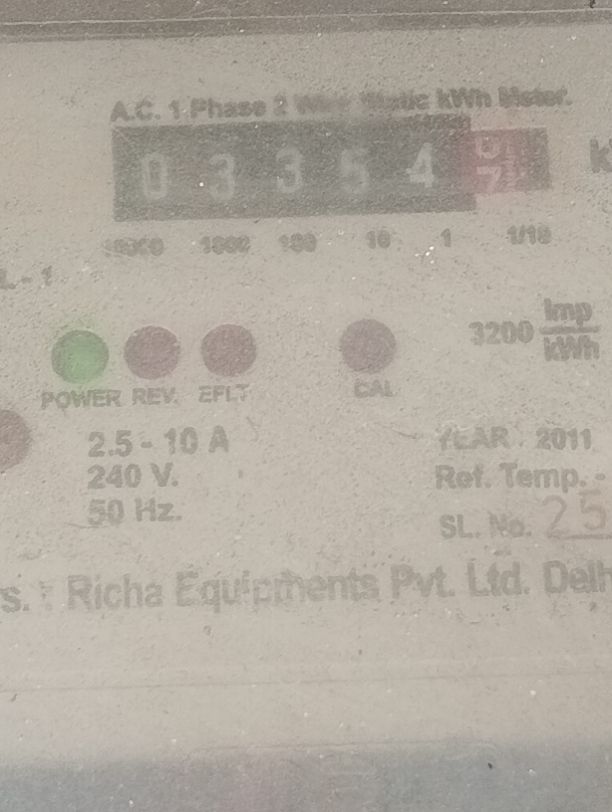 A.C. 1 Phase 2 Wire Static kWh Meter.
0 3 3 5 4
10000 1000 100 10 1 1/10
L - 1
3200 Imp/kWh
POWER REV. EFLT CAL
2.5 - 10 A YEAR : 2011
240 V. Ref. Temp. -
50 Hz. SL. No. 25
s. : Richa Equipments Pvt. Ltd. Delh